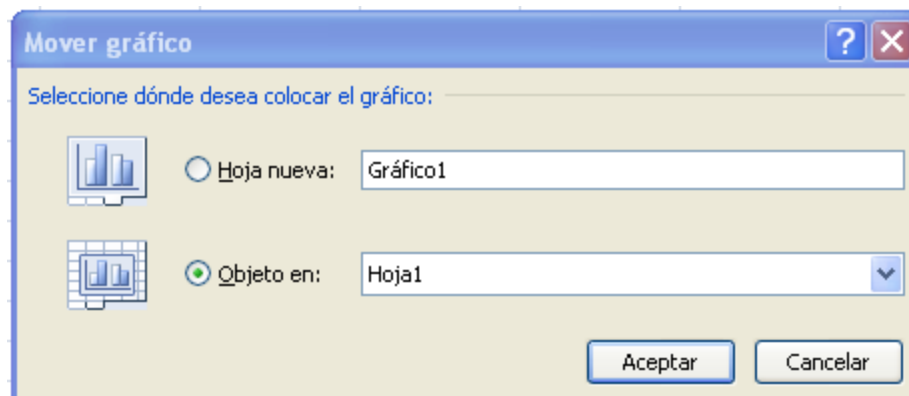 Mover gráfico
Seleccione dónde desea colocar el gráfico:
Hoja nueva: Gráfico1
Objeto en: Hoja1
Aceptar Cancelar